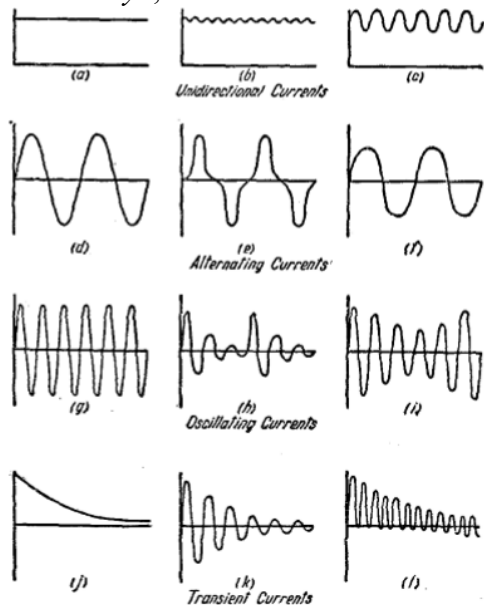 (a) (b) (c)
Unidirectional Currents
(d) (e) (f)
Alternating Currents
(g) (h) (i)
Oscillating Currents
(j) (k) (l)
Transient Currents